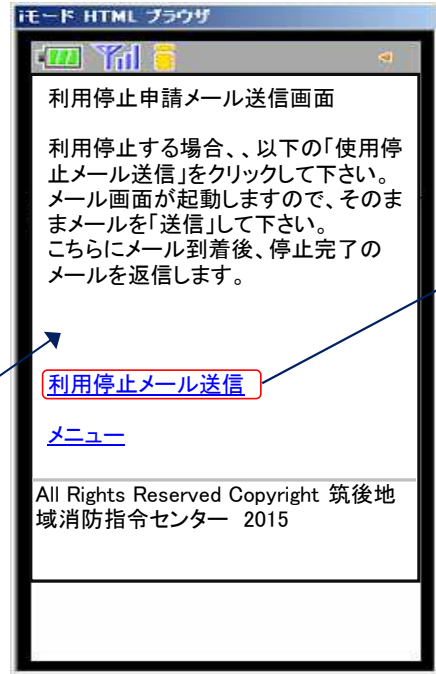 iモード HTML ブラウザ
利用停止申請メール送信画面
利用停止する場合、、以下の「使用停
止メール送信」をクリックして下さい。
メール画面が起動しますので、そのま
まメールを「送信」して下さい。
こちらにメール到着後、停止完了の
メールを返信します。
利用停止メール送信
メニュー
All Rights Reserved Copyright 筑後地
域消防指令センター 2015